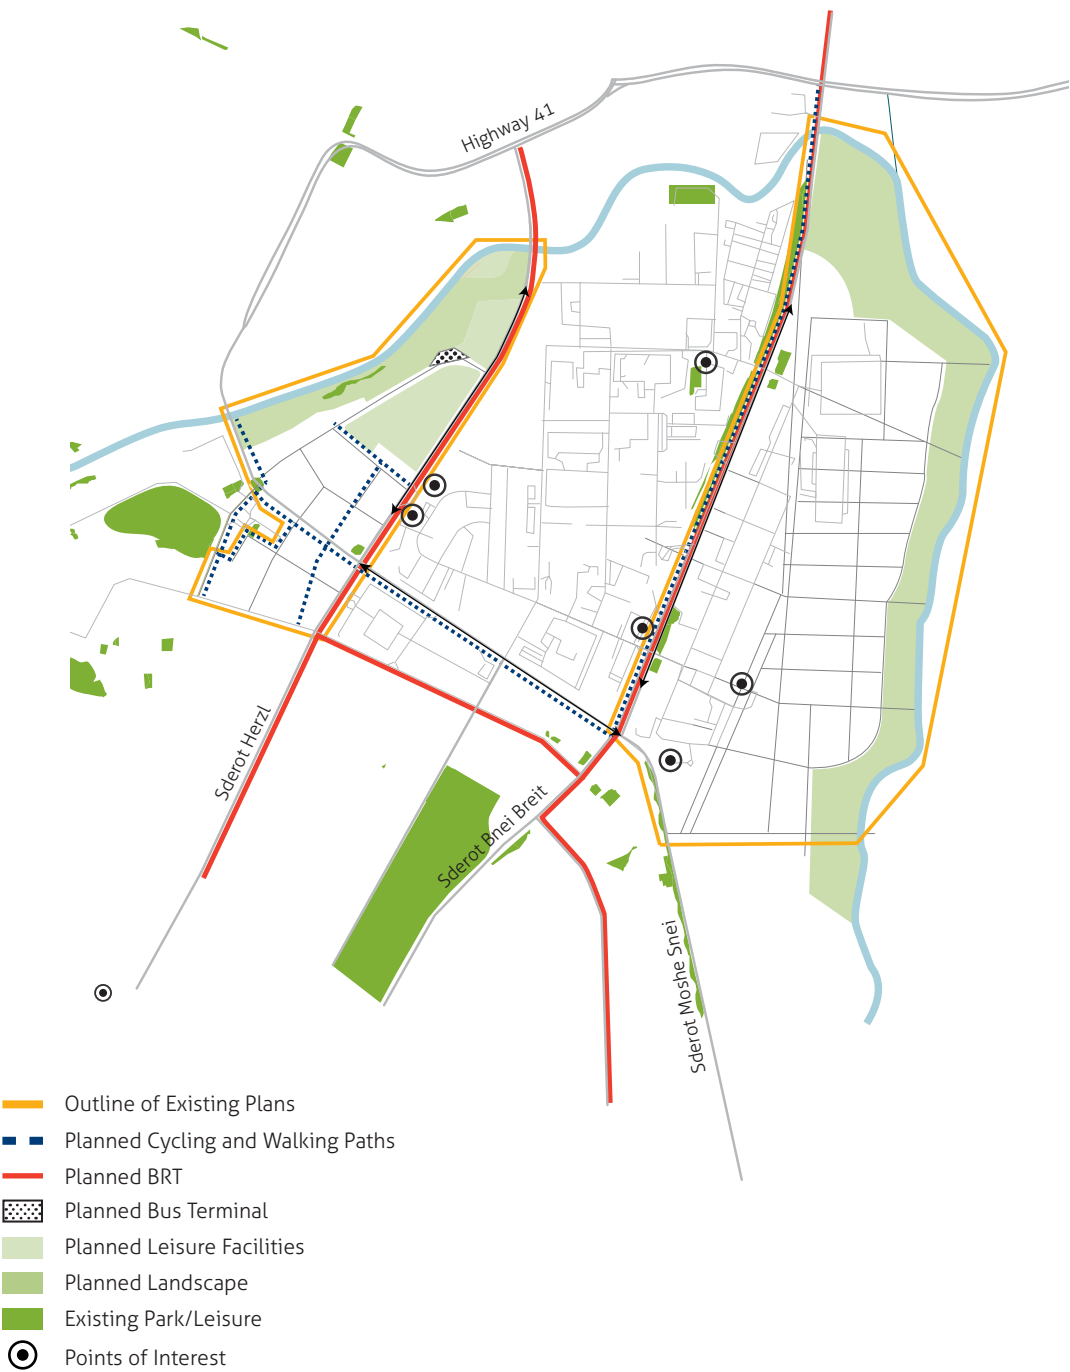 Highway 41
Sderot Herzl
Sderot Bnei Breit
Sderot Moshe Snei
Outline of Existing Plans
Planned Cycling and Walking Paths
Planned BRT
Planned Bus Terminal
Planned Leisure Facilities
Planned Landscape
Existing Park/Leisure
Points of Interest